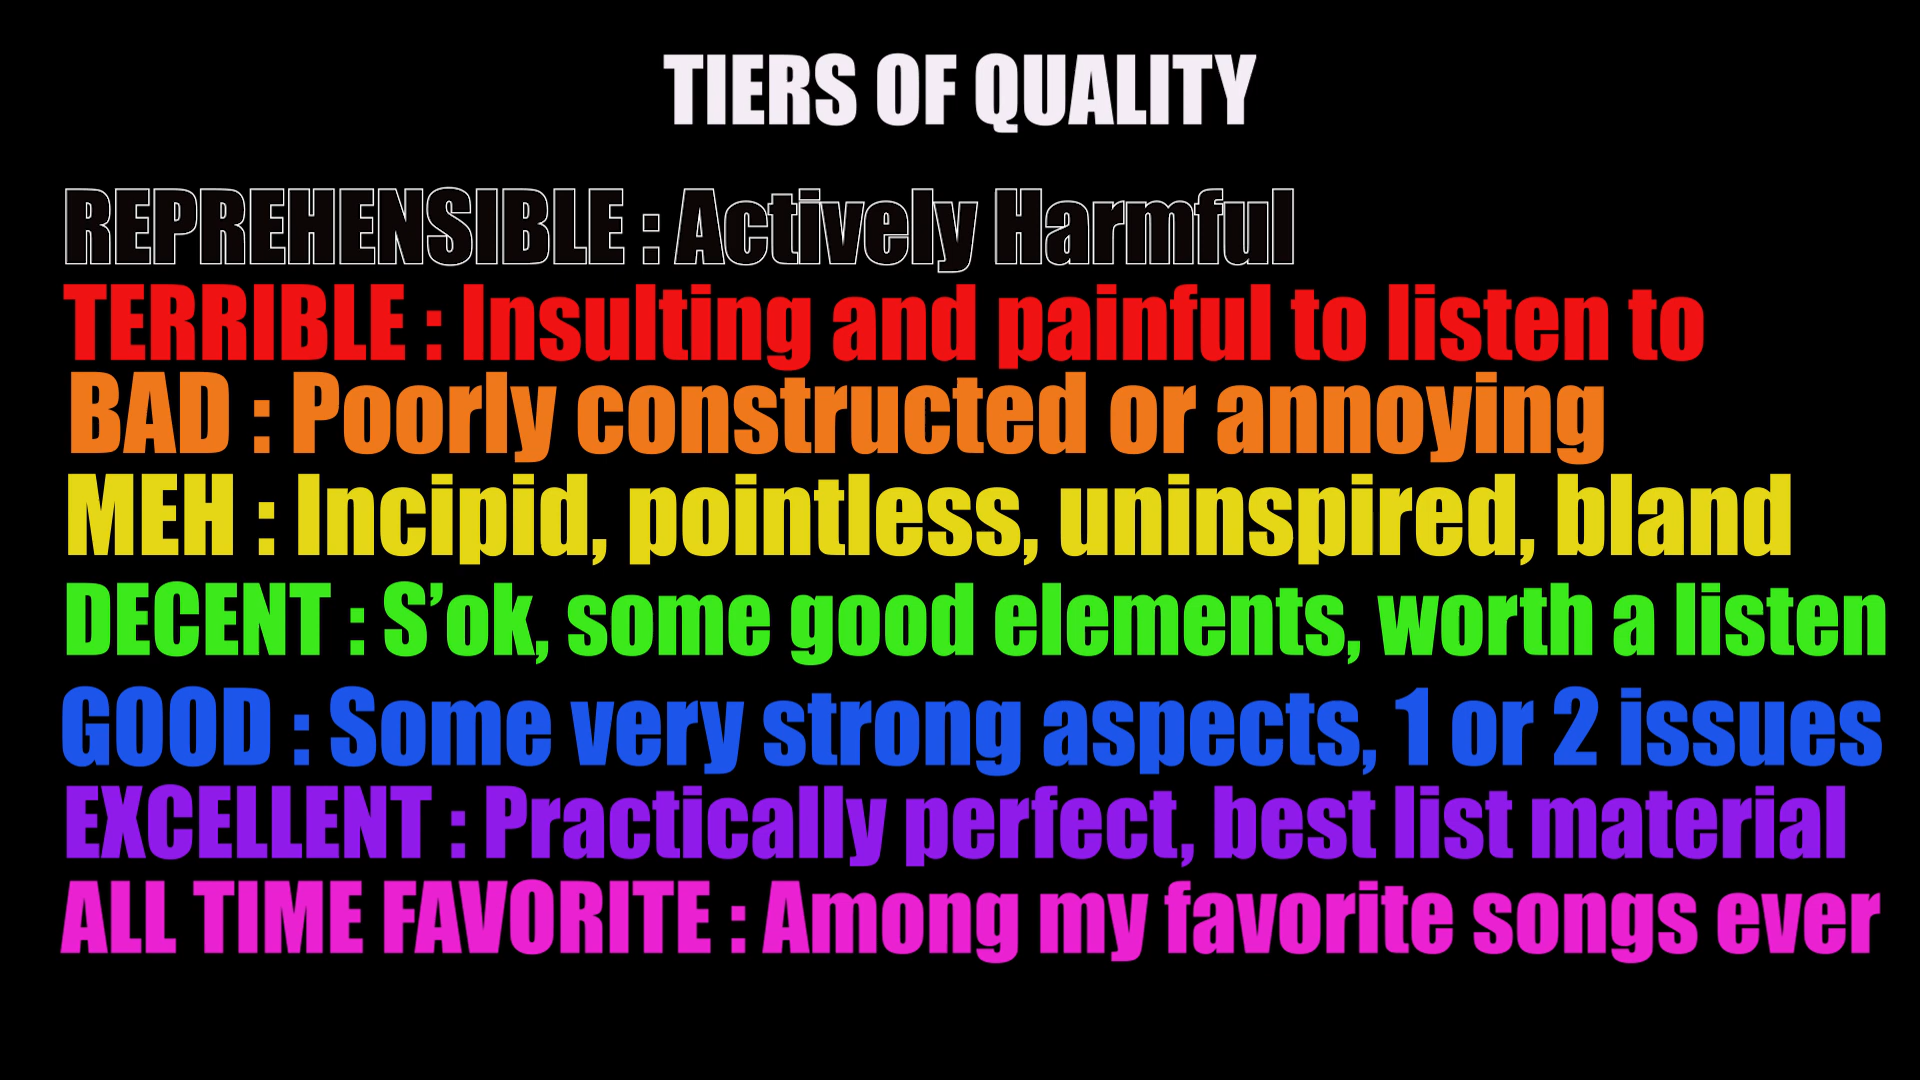 TIERS OF QUALITY
REPREHENSIBLE : Actively Harmful
TERRIBLE : Insulting and painful to listen to
BAD : Poorly constructed or annoying
MEH : Incipid, pointless, uninspired, bland
DECENT : S’ok, some good elements, worth a listen
GOOD : Some very strong aspects, 1 or 2 issues
EXCELLENT : Practically perfect, best list material
ALL TIME FAVORITE : Among my favorite songs ever